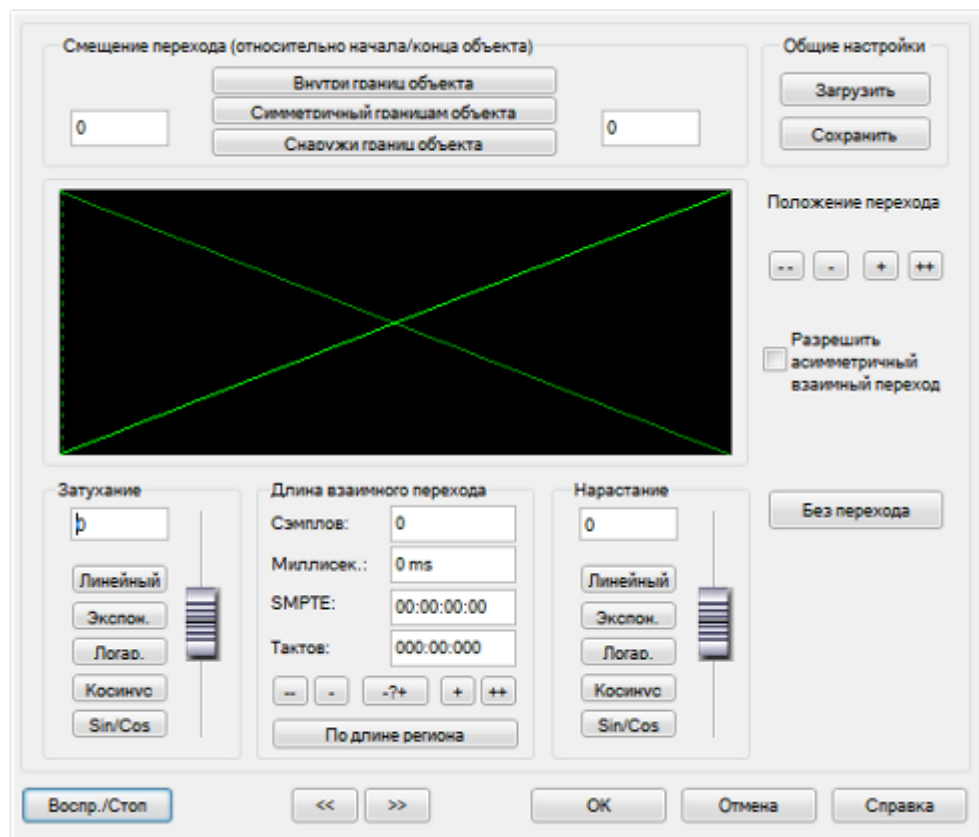 Смещение перехода (относительно начала/конца объекта)
Общие настройки
Внутри границ объекта
Загрузить
0
Симметричный границам объекта
0
Снаружи границ объекта
Сохранить
Положение перехода
-- - + ++
Разрешить
асимметричный
взаимный переход
Затухание
0
Линейный
Экспон.
Логар.
Косинус
Sin/Cos
Длина взаимного перехода
Сэмплов: 0
Миллисек.: 0 ms
SMPTE: 00:00:00:00
Тактов: 000:00:000
-- - -?+ + ++
По длине региона
Нарастание
0
Линейный
Экспон.
Логар.
Косинус
Sin/Cos
Без перехода
Воспр./Стоп << >> OK Отмена Справка